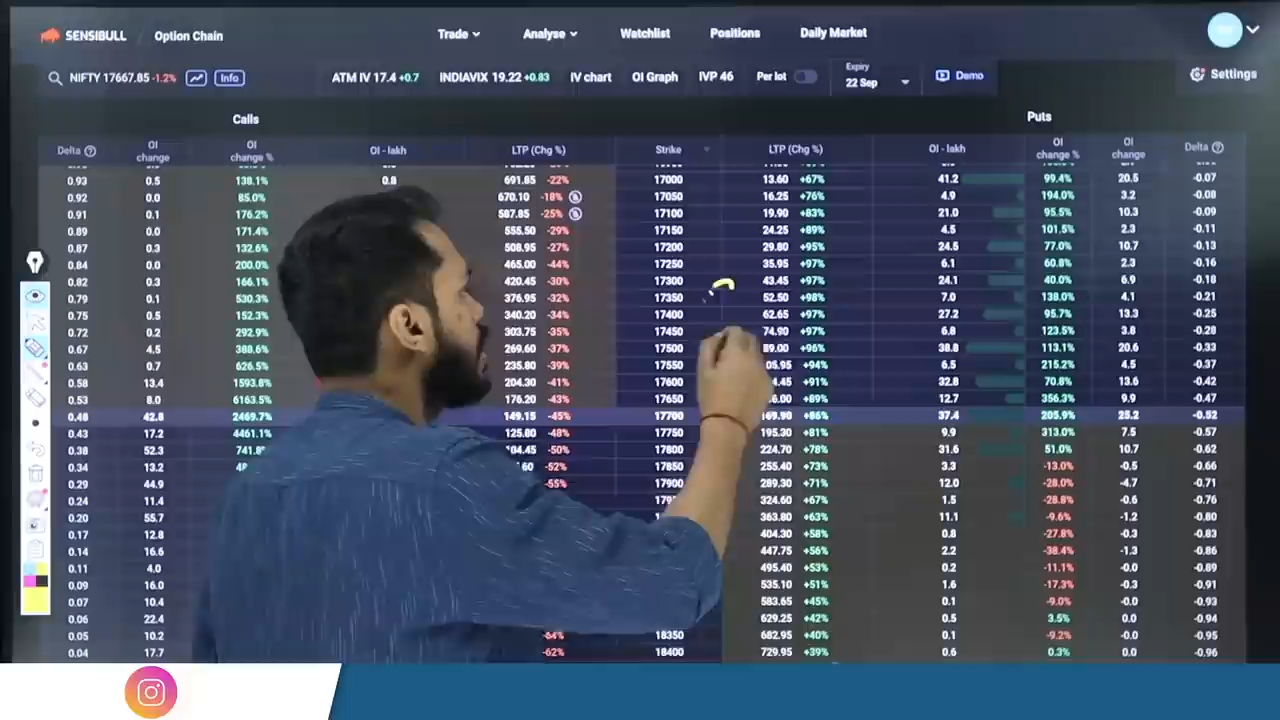 SENSIBULL Option Chain Trade Analyse Watchlist Positions Daily Market
NIFTY 17667.85 -1.2% Info ATM IV 17.4 +0.7 INDIAVIX 19.22 +0.83 IV chart OI Graph IVP 46 Per lot Expiry 22 Sep Demo Settings
Calls Puts
Delta OI change OI change % OI - lakh LTP (Chg %) Strike LTP (Chg %) OI - lakh OI change % OI change Delta
0.93 0.5 138.1% 0.8 691.85 -22% 17000 13.60 +67% 41.2 99.4% 20.5 -0.07
0.92 0.0 85.0% 670.10 -18% 17050 16.25 +76% 4.9 194.0% 3.2 -0.08
0.91 0.1 176.2% 587.85 -25% 17100 19.90 +83% 21.0 95.5% 10.3 -0.09
0.89 0.0 171.4% 555.50 -29% 17150 24.25 +89% 4.5 101.5% 2.3 -0.11
0.87 0.3 132.6% 508.95 -27% 17200 29.80 +95% 24.5 77.0% 10.7 -0.13
0.84 0.0 200.0% 465.00 -44% 17250 35.95 +97% 6.1 60.8% 2.3 -0.16
0.82 0.3 166.1% 420.45 -30% 17300 43.45 +97% 24.1 40.0% 6.9 -0.18
0.79 0.1 530.3% 376.95 -32% 17350 52.50 +98% 7.0 138.0% 4.1 -0.21
0.75 0.5 152.3% 340.20 -34% 17400 62.65 +97% 27.2 95.7% 13.3 -0.25
0.72 0.2 292.9% 303.75 -35% 17450 74.90 +97% 6.8 123.5% 3.8 -0.28
0.67 4.5 388.6% 269.60 -37% 17500 89.00 +96% 38.8 113.1% 20.6 -0.33
0.63 0.7 626.5% 235.80 -39% 17550 05.95 +94% 6.5 215.2% 4.5 -0.37
0.58 13.4 1593.8% 204.30 -41% 17600 +91% 32.8 70.8% 13.6 -0.42
0.53 8.0 6163.5% 176.20 -43% 17650 +89% 12.7 356.3% 9.9 -0.47
0.48 42.8 2469.7% 149.15 -45% 17700 169.90 +86% 37.4 205.9% 25.2 -0.52
0.43 17.2 4461.1% 125.80 -48% 17750 195.30 +81% 9.9 313.0% 7.5 -0.57
0.38 52.3 741.8 104.45 -50% 17800 224.70 +78% 31.6 51.0% 10.7 -0.62
0.34 13.2 -52% 17850 255.40 +73% 3.3 -13.0% -0.5 -0.66
0.29 44.9 -55% 17900 289.30 +71% 12.0 -28.0% -4.7 -0.71
0.24 11.4 324.60 +67% 1.5 -28.8% -0.6 -0.76
0.20 55.7 363.80 +63% 11.1 -9.6% -1.2 -0.80
0.17 12.8 404.30 +58% 0.8 -27.8% -0.3 -0.83
0.14 16.6 447.75 +56% 2.2 -38.4% -1.3 -0.86
0.11 4.0 495.40 +53% 0.2 -11.1% -0.0 -0.89
0.09 16.0 535.10 +51% 1.6 -17.3% -0.3 -0.91
0.07 10.4 583.65 +45% 0.1 -9.0% -0.0 -0.93
0.06 22.4 629.25 +42% 0.5 3.5% 0.0 -0.94
0.05 10.2 -64% 18350 682.95 +40% 0.1 -9.2% -0.0 -0.95
0.04 17.7 -62% 18400 729.95 +39% 0.6 0.3% 0.0 -0.96